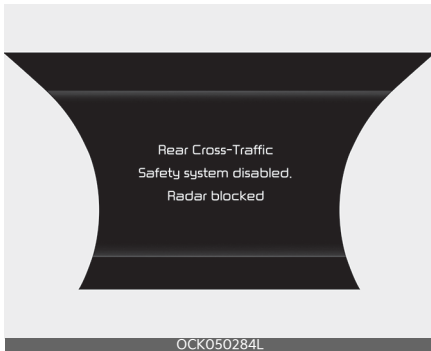 Rear Cross-Traffic
Safety system disabled.
Radar blocked
OCK050284L